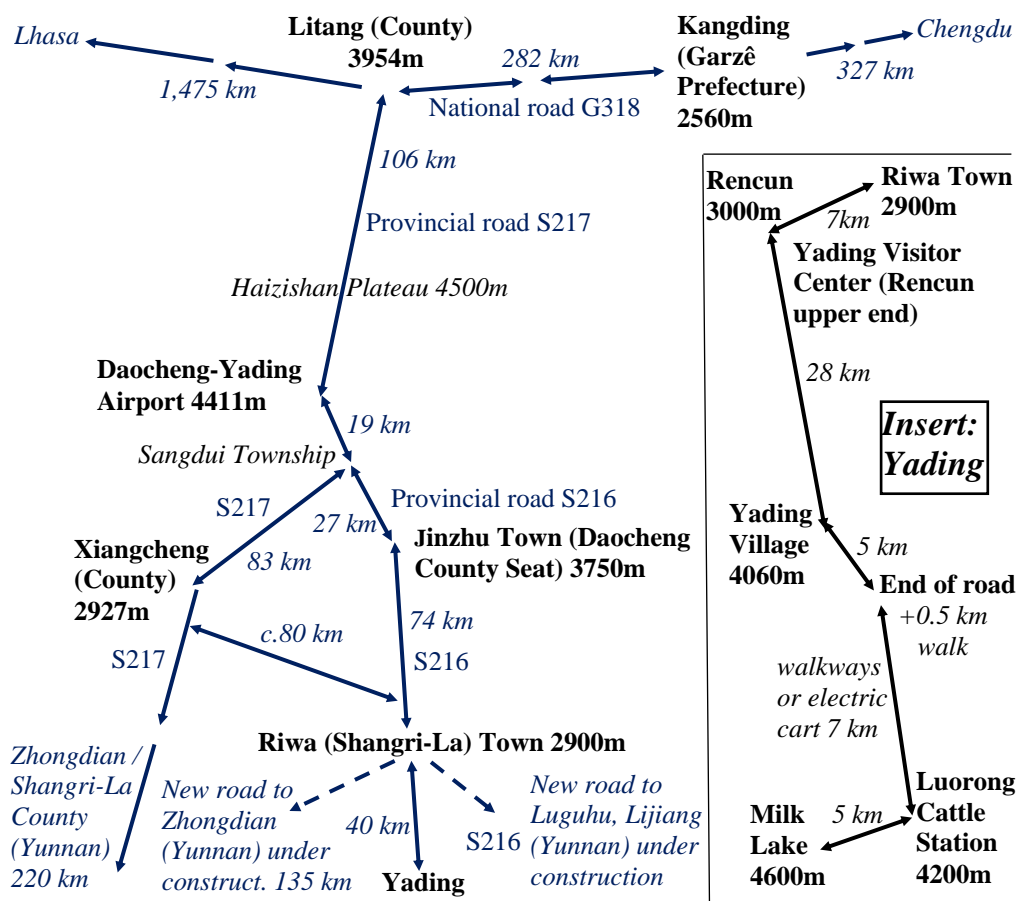 Lhasa
1,475 km
Litang (County)
3954m
282 km
National road G318
Kangding
(Garzê
Prefecture)
2560m
Chengdu
327 km
106 km
Provincial road S217
Haizishan Plateau 4500m
Daocheng-Yading
Airport 4411m
19 km
Sangdui Township
S217
83 km
Provincial road S216
27 km
Jinzhu Town (Daocheng
County Seat) 3750m
Xiangcheng
(County)
2927m
c.80 km
74 km
S216
S217
Riwa (Shangri-La) Town 2900m
Zhongdian /
Shangri-La
County
(Yunnan)
220 km
New road to
Zhongdian
(Yunnan) under
construct. 135 km
40 km
Yading
S216
New road to
Luguhu, Lijiang
(Yunnan) under
construction
Rencun
3000m
Riwa Town
2900m
7km
Yading Visitor
Center (Rencun
upper end)
28 km
Insert:
Yading
Yading
Village
4060m
5 km
End of road
+0.5 km
walk
walkways
or electric
cart 7 km
Milk
Lake
4600m
5 km
Luorong
Cattle
Station
4200m